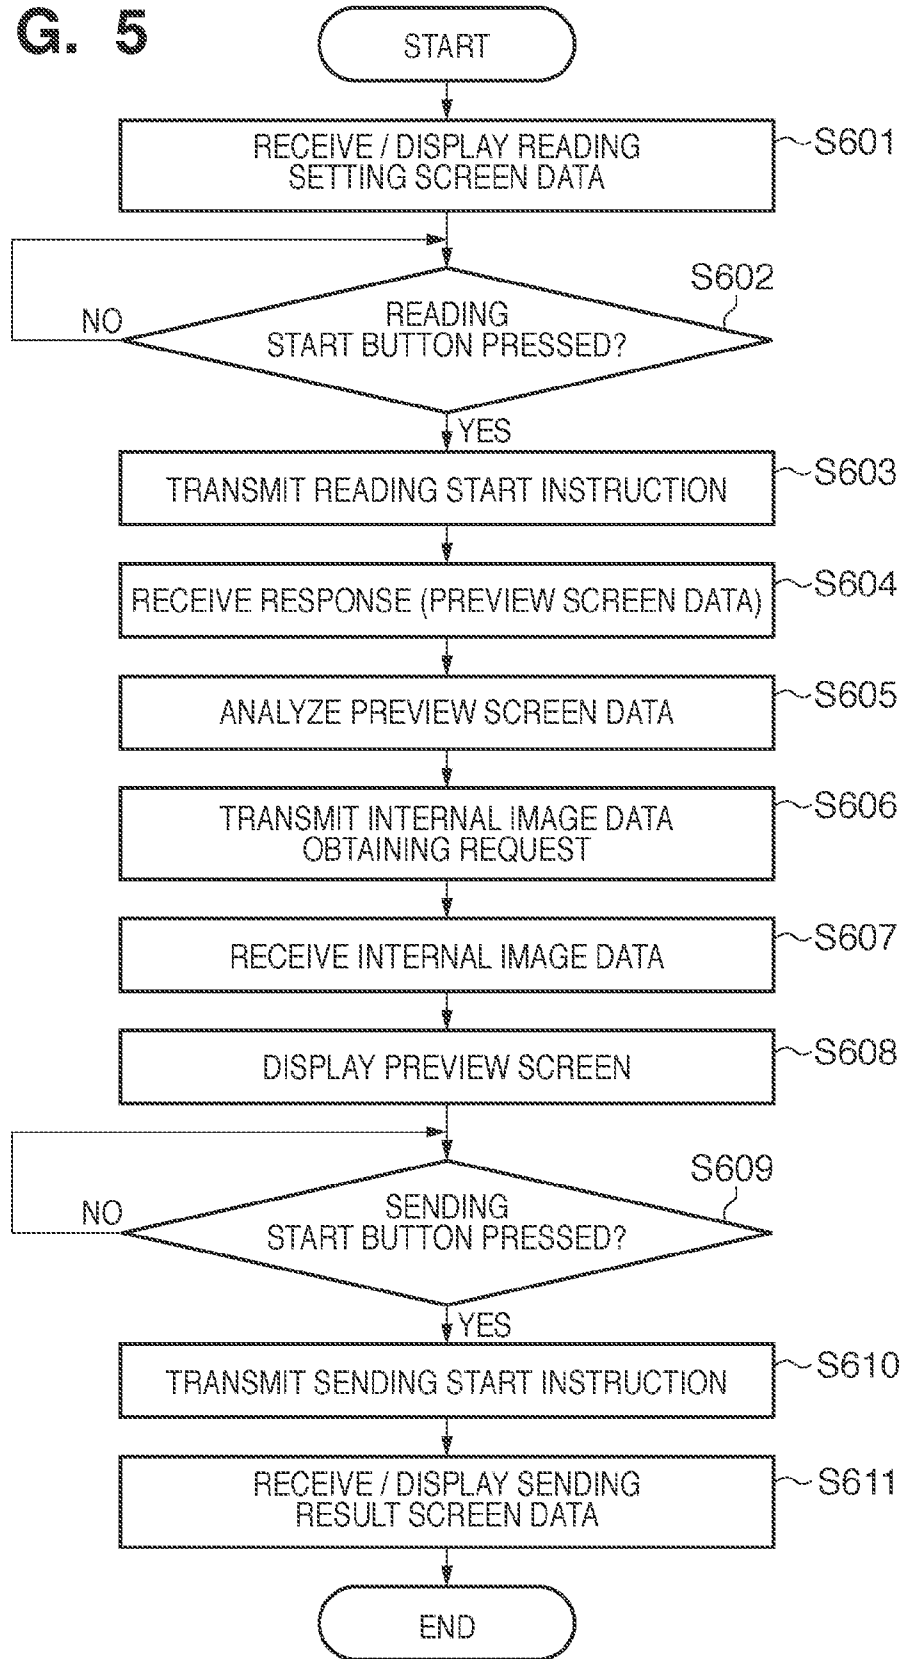 G. 5
START
RECEIVE / DISPLAY READING
SETTING SCREEN DATA
S601
S602
READING
START BUTTON PRESSED?
NO
YES
TRANSMIT READING START INSTRUCTION
S603
RECEIVE RESPONSE (PREVIEW SCREEN DATA)
S604
ANALYZE PREVIEW SCREEN DATA
S605
TRANSMIT INTERNAL IMAGE DATA
OBTAINING REQUEST
S606
RECEIVE INTERNAL IMAGE DATA
S607
DISPLAY PREVIEW SCREEN
S608
S609
SENDING
START BUTTON PRESSED?
NO
YES
TRANSMIT SENDING START INSTRUCTION
S610
RECEIVE / DISPLAY SENDING
RESULT SCREEN DATA
S611
END